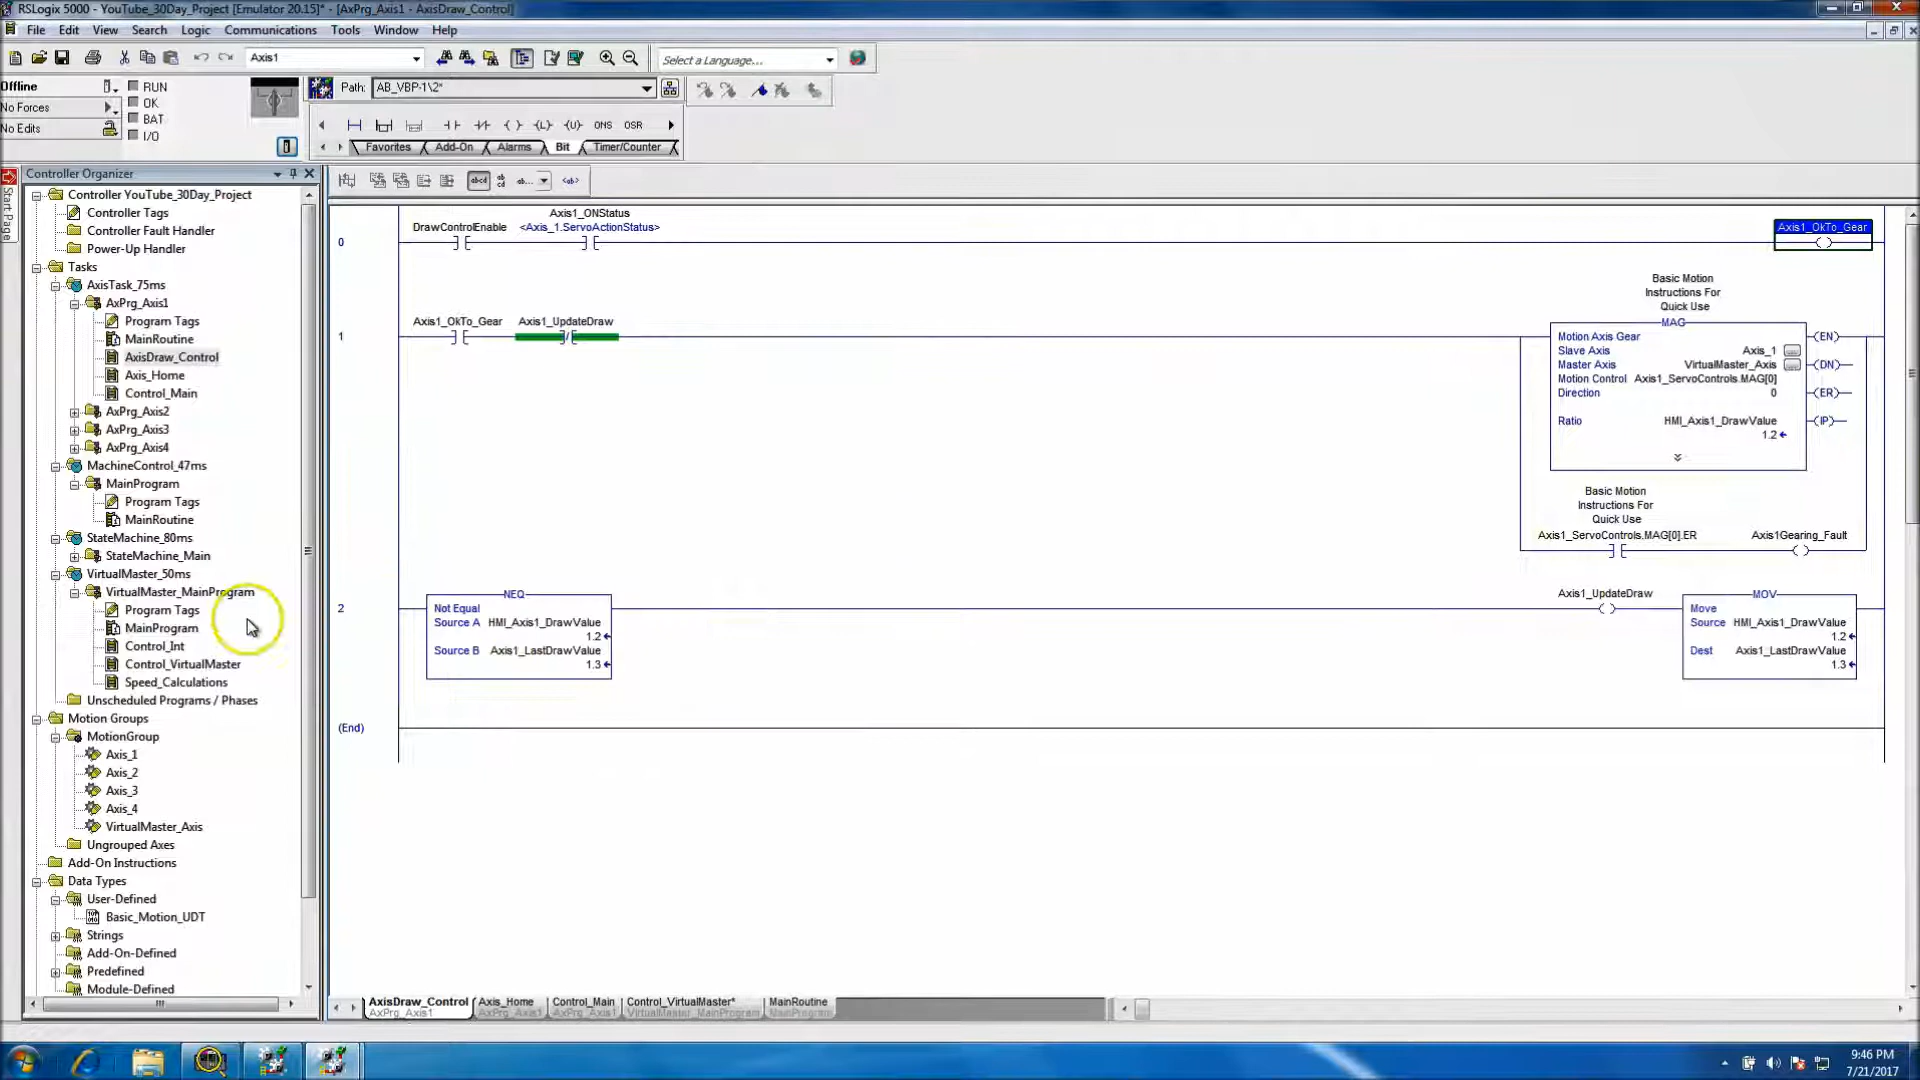 RSLogix 5000 - YouTube_30Day_Project [Emulator 20.15]* - [AxPrg_Axis1 - AxisDraw_Control]
File Edit View Search Logic Communications Tools Window Help
Axis1
Select a Language...
Offline
RUN
No Forces
OK
BAT
No Edits
I/O
Path: AB_VBP-1\2*
ONS OSR
Favorites Add-On Alarms Bit Timer/Counter
Start Page
Controller Organizer
Controller YouTube_30Day_Project
Controller Tags
Controller Fault Handler
Power-Up Handler
Tasks
AxisTask_75ms
AxPrg_Axis1
Program Tags
MainRoutine
AxisDraw_Control
Axis_Home
Control_Main
AxPrg_Axis2
AxPrg_Axis3
AxPrg_Axis4
MachineControl_47ms
MainProgram
Program Tags
MainRoutine
StateMachine_80ms
StateMachine_Main
VirtualMaster_50ms
VirtualMaster_MainProgram
Program Tags
MainProgram
Control_Int
Control_VirtualMaster
Speed_Calculations
Unscheduled Programs / Phases
Motion Groups
MotionGroup
Axis_1
Axis_2
Axis_3
Axis_4
VirtualMaster_Axis
Ungrouped Axes
Add-On Instructions
Data Types
User-Defined
Basic_Motion_UDT
Strings
Add-On-Defined
Predefined
Module-Defined
0
DrawControlEnable
Axis1_ONStatus
<Axis_1.ServoActionStatus>
Axis1_OkTo_Gear
1
Axis1_OkTo_Gear
Axis1_UpdateDraw
Basic Motion
Instructions For
Quick Use
MAG
Motion Axis Gear
Slave Axis Axis_1
Master Axis VirtualMaster_Axis
Motion Control Axis1_ServoControls.MAG[0]
Direction 0
Ratio HMI_Axis1_DrawValue
1.2
(EN)
(DN)
(ER)
(IP)
Basic Motion
Instructions For
Quick Use
Axis1_ServoControls.MAG[0].ER
Axis1Gearing_Fault
2
NEQ
Not Equal
Source A HMI_Axis1_DrawValue
1.2
Source B Axis1_LastDrawValue
1.3
Axis1_UpdateDraw
MOV
Move
Source HMI_Axis1_DrawValue
1.2
Dest Axis1_LastDrawValue
1.3
(End)
AxisDraw_Control Axis_Home Control_Main Control_VirtualMaster* MainRoutine
AxPrg_Axis1 AxPrg_Axis1 AxPrg_Axis1 VirtualMaster_MainProgram MainProgram
9:46 PM
7/21/2017